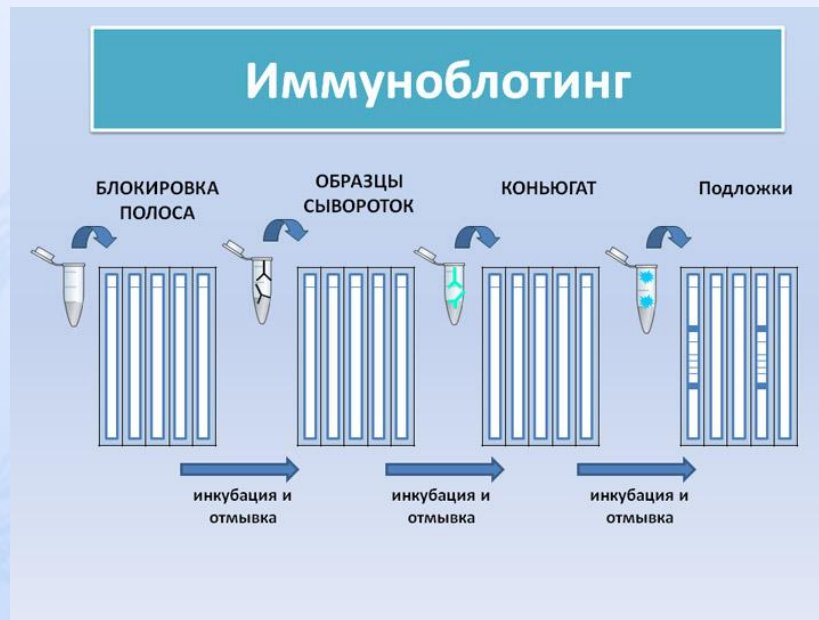 Иммуноблотинг
БЛОКИРОВКА
ПОЛОСА
ОБРАЗЦЫ
СЫВОРОТОК
КОНЬЮГАТ
Подложки
инкубация и
отмывка
инкубация и
отмывка
инкубация и
отмывка